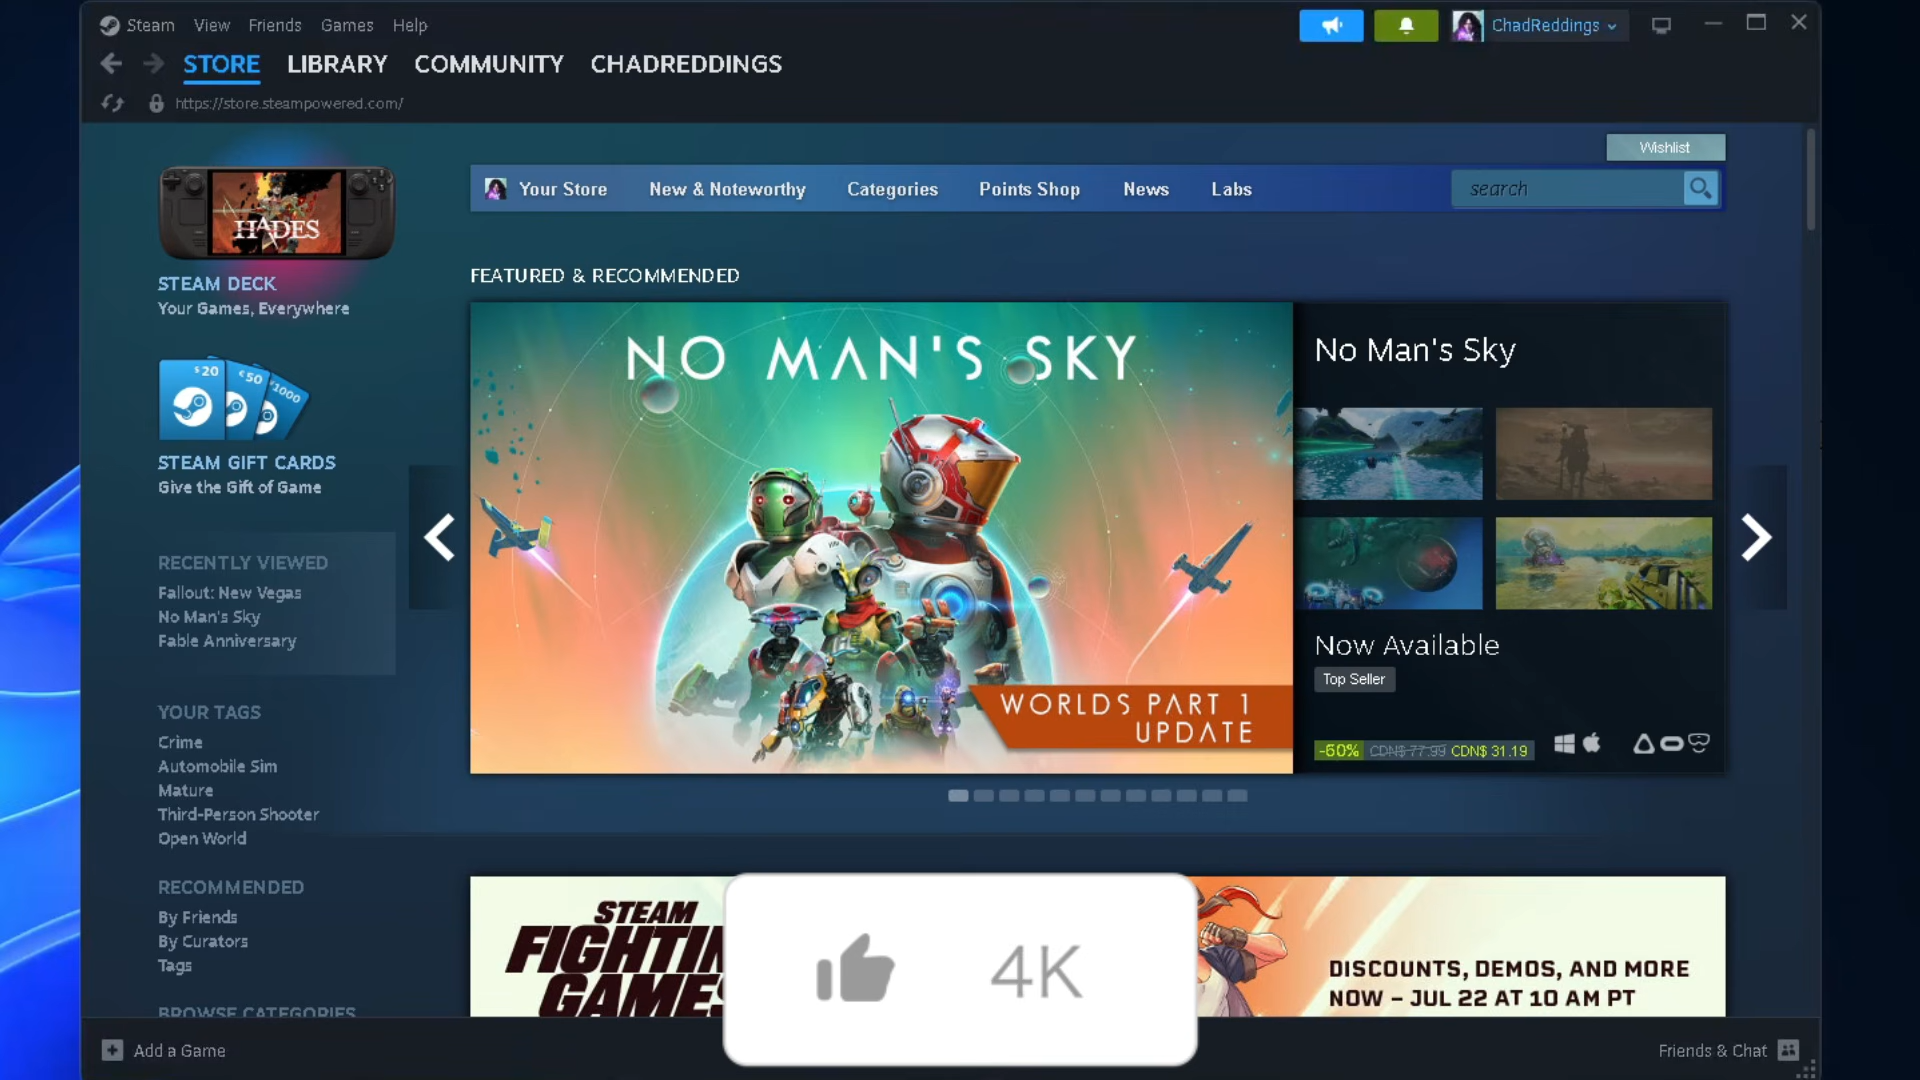 Steam View Friends Games Help
ChadReddings
STORE LIBRARY COMMUNITY CHADREDDINGS
https://store.steampowered.com/
Wishlist
Your Store New & Noteworthy Categories Points Shop News Labs
search
HADES
STEAM DECK
Your Games, Everywhere
$20 €50 1000
STEAM GIFT CARDS
Give the Gift of Game
RECENTLY VIEWED
Fallout: New Vegas
No Man's Sky
Fable Anniversary
YOUR TAGS
Crime
Automobile Sim
Mature
Third-Person Shooter
Open World
RECOMMENDED
By Friends
By Curators
Tags
BROWSE CATEGORIES
FEATURED & RECOMMENDED
NO MAN'S SKY
WORLDS PART 1
UPDATE
No Man's Sky
Now Available
Top Seller
-60% CDN$ 77.99 CDN$ 31.19
STEAM
FIGHTIN
GAMES
DISCOUNTS, DEMOS, AND MORE
NOW – JUL 22 AT 10 AM PT
4K
Add a Game
Friends & Chat